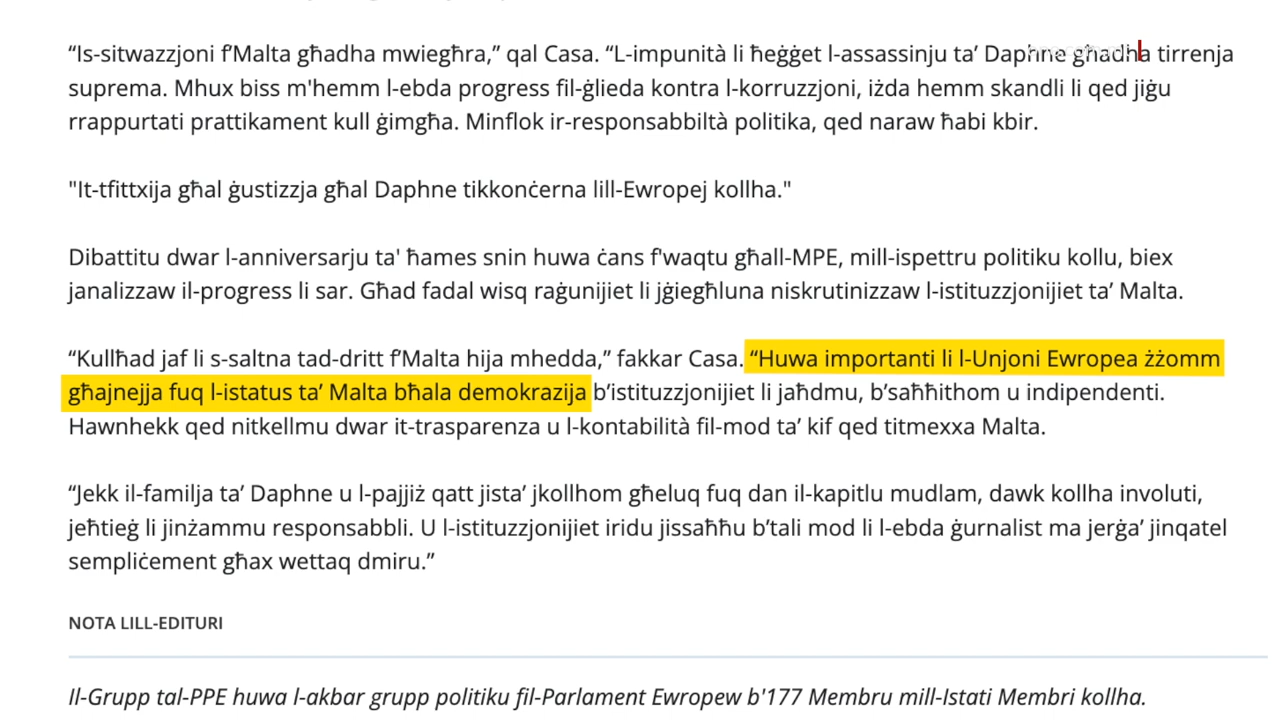 “Is-sitwazzjoni f’Malta għadha mwiegħra,” qal Casa. “L-impunità li ħeġġet l-assassinju ta’ Daphne għadha tirrenja
suprema. Mhux biss m'hemm l-ebda progress fil-ġlieda kontra l-korruzzjoni, iżda hemm skandli li qed jiġu
rrappurtati prattikament kull ġimgħa. Minflok ir-responsabbiltà politika, qed naraw ħabi kbir.
"It-tfittxija għal ġustizzja għal Daphne tikkonċerna lill-Ewropej kollha."
Dibattitu dwar l-anniversarju ta' ħames snin huwa ċans f'waqtu għall-MPE, mill-ispettru politiku kollu, biex
janalizzaw il-progress li sar. Għad fadal wisq raġunijiet li jġiegħluna niskrutinizzaw l-istituzzjonijiet ta’ Malta.
“Kullħad jaf li s-saltna tad-dritt f’Malta hija mhedda,” fakkar Casa. “Huwa importanti li l-Unjoni Ewropea żżomm
għajnejja fuq l-istatus ta’ Malta bħala demokrazija b’istituzzjonijiet li jaħdmu, b’saħħithom u indipendenti.
Hawnhekk qed nitkellmu dwar it-trasparenza u l-kontabilità fil-mod ta’ kif qed titmexxa Malta.
“Jekk il-familja ta’ Daphne u l-pajjiż qatt jista’ jkollhom għeluq fuq dan il-kapitlu mudlam, dawk kollha involuti,
jeħtieġ li jinżammu responsabbli. U l-istituzzjonijiet iridu jissaħħu b’tali mod li l-ebda ġurnalist ma jerġa’ jinqatel
sempliċement għax wettaq dmiru.”
NOTA LILL-EDITURI
Il-Grupp tal-PPE huwa l-akbar grupp politiku fil-Parlament Ewropew b'177 Membru mill-Istati Membri kollha.